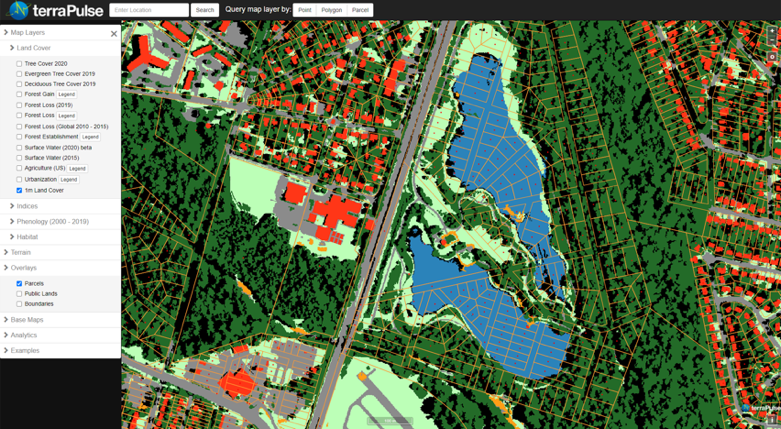 terraPulse
Enter Location
Search
Query map layer by:
Point
Polygon
Parcel
Map Layers
Land Cover
Tree Cover 2020
Evergreen Tree Cover 2019
Deciduous Tree Cover 2019
Forest Gain Legend
Forest Loss (2019)
Forest Loss Legend
Forest Loss (Global 2010 - 2015)
Forest Establishment Legend
Surface Water (2020) beta
Surface Water (2015)
Agriculture (US) Legend
Urbanization Legend
1m Land Cover
Indices
Phenology (2000 - 2019)
Habitat
Terrain
Overlays
Parcels
Public Lands
Boundaries
Base Maps
Analytics
Examples
terraPulse